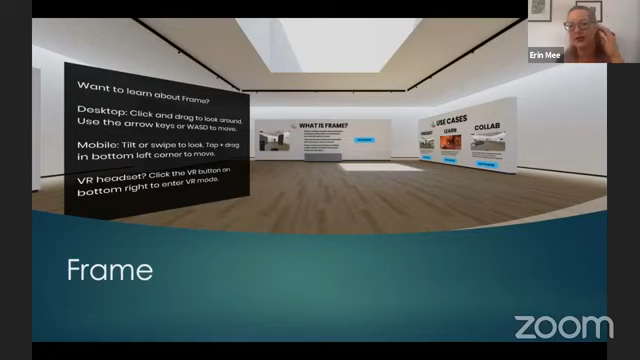 Erin Mee
Want to learn about Frame?
Desktop: Click and drag to look around.
Use the arrow keys or WASD to move.
Mobile: Tilt or swipe to look. Tap + drag
in bottom left corner to move.
VR headset? Click the VR button on
bottom right to enter VR mode.
WHAT IS FRAME?
USE CASES
PRESENT
LEARN
COLLAB
Frame
zoom